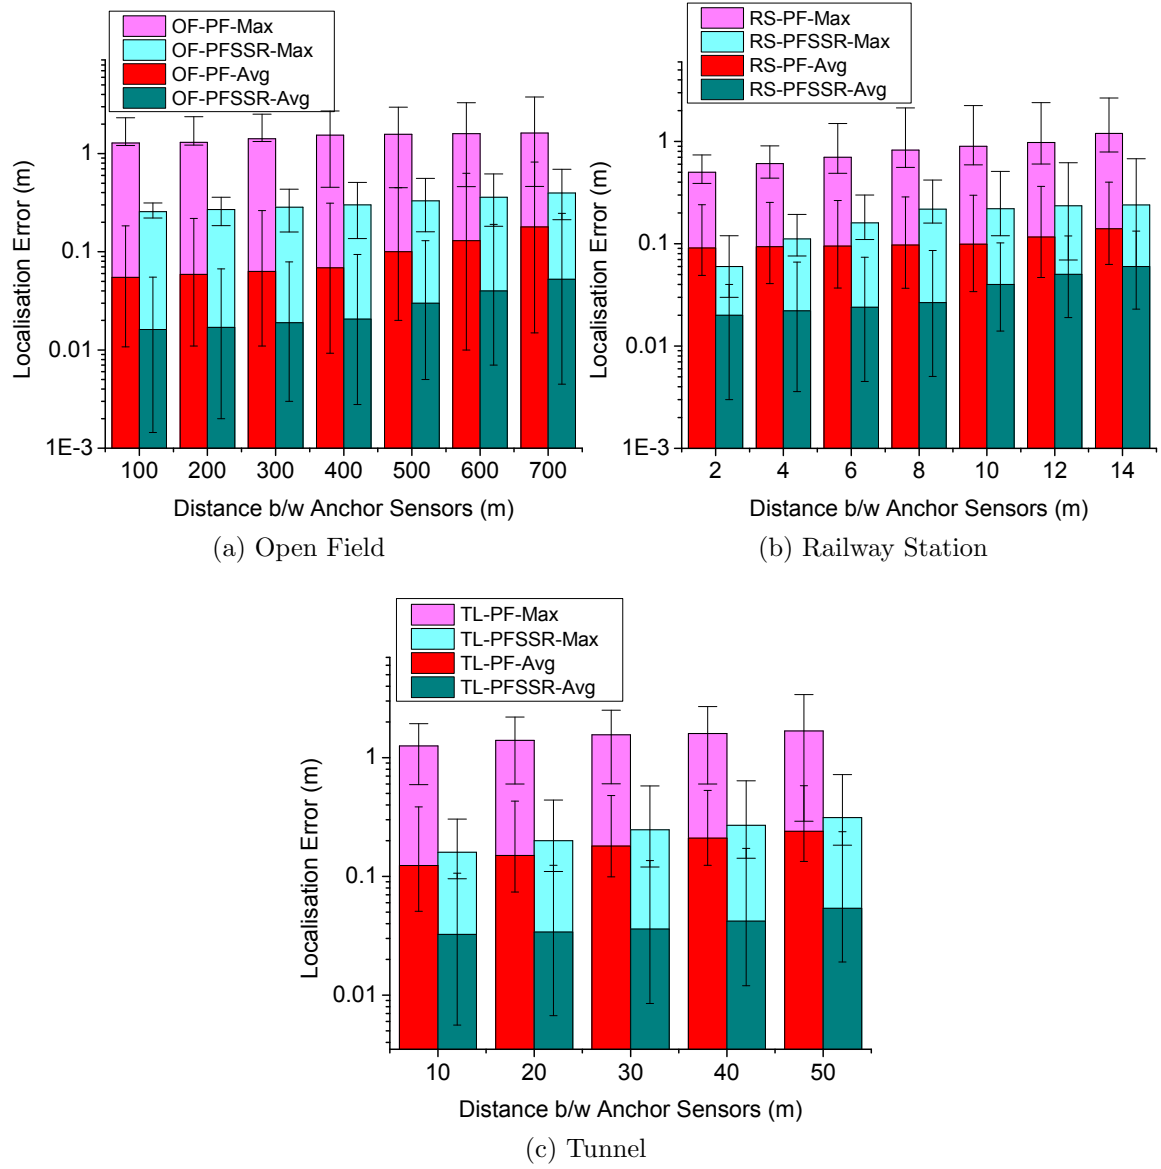 OF-PF-Max
OF-PFSSR-Max
OF-PF-Avg
OF-PFSSR-Avg
Localisation Error (m)
1
0.1
0.01
1E-3
100 200 300 400 500 600 700
Distance b/w Anchor Sensors (m)
(a) Open Field
RS-PF-Max
RS-PFSSR-Max
RS-PF-Avg
RS-PFSSR-Avg
Localisation Error (m)
1
0.1
0.01
1E-3
2 4 6 8 10 12 14
Distance b/w Anchor Sensors (m)
(b) Railway Station
TL-PF-Max
TL-PFSSR-Max
TL-PF-Avg
TL-PFSSR-Avg
Localisation Error (m)
1
0.1
0.01
10 20 30 40 50
Distance b/w Anchor Sensors (m)
(c) Tunnel